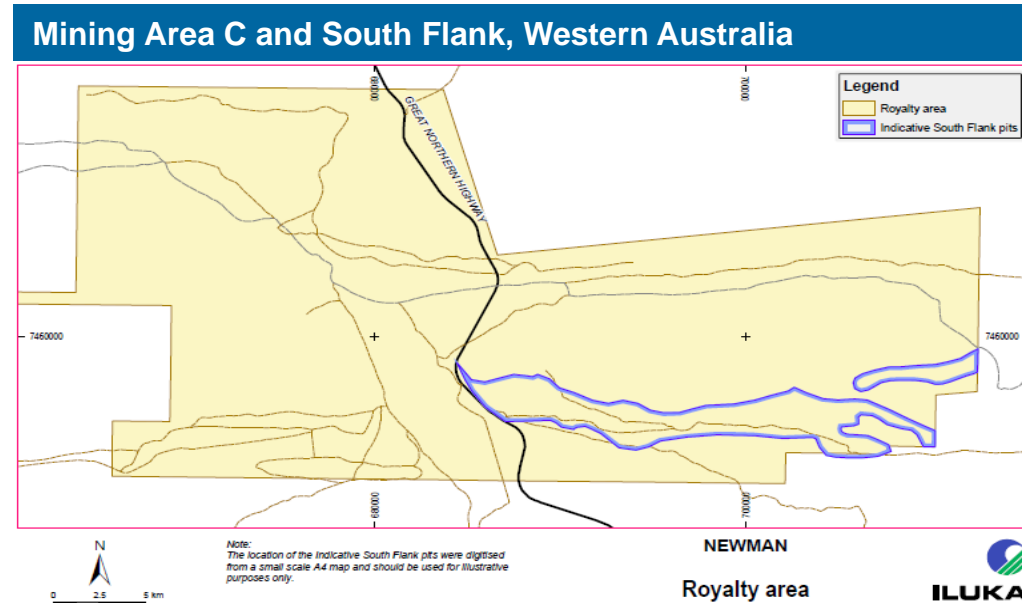 Mining Area C and South Flank, Western Australia
680000
700000
GREAT NORTHERN HIGHWAY
Legend
Royalty area
Indicative South Flank pits
7460000
7460000
680000
700000
N
0 2.5 5 km
Note:
The location of the Indicative South Flank pits were digitised
from a small scale A4 map and should be used for illustrative
purposes only.
NEWMAN
Royalty area
ILUKA